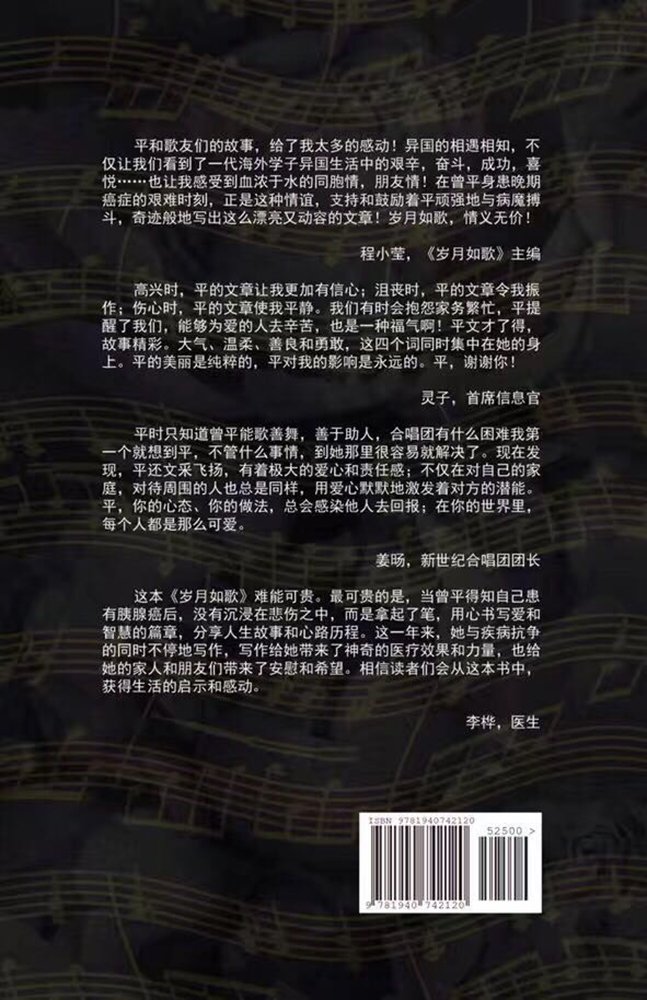 平和歌友们的故事，给了我太多的感动！异国的相遇相知，不
仅让我们看到了一代海外学子异国生活中的艰辛，奋斗，成功，喜
悦……也让我感受到血浓于水的同胞情，朋友情！在曾平身患晚期
癌症的艰难时刻，正是这种情谊，支持和鼓励着平顽强地与病魔搏
斗，奇迹般地写出这么漂亮又动容的文章！岁月如歌，情义无价！
程小莹，《岁月如歌》主编
高兴时，平的文章让我更加有信心；沮丧时，平的文章令我振
作；伤心时，平的文章使我平静。我们有时会抱怨家务繁忙，平提
醒了我们，能够为爱的人去辛苦，也是一种福气啊！平文才了得，
故事精彩。大气、温柔、善良和勇敢，这四个词同时集中在她的身
上。平的美丽是纯粹的，平对我的影响是永远的。平，谢谢你！
灵子，首席信息官
平时只知道曾平能歌善舞，善于助人，合唱团有什么困难我第
一个就想到平，不管什么事情，到她那里很容易就解决了。现在发
现，平还文采飞扬，有着极大的爱心和责任感；不仅在对自己的家
庭，对待周围的人也总是同样，用爱心默默地激发着对方的潜能。
平，你的心态、你的做法，总会感染他人去回报；在你的世界里，
每个人都是那么可爱。
姜旸，新世纪合唱团团长
这本《岁月如歌》难能可贵。最可贵的是，当曾平得知自己患
有胰腺癌后，没有沉浸在悲伤之中，而是拿起了笔，用心书写爱和
智慧的篇章，分享人生故事和心路历程。这一年来，她与疾病抗争
的同时不停地写作，写作给她带来了神奇的医疗效果和力量，也给
她的家人和朋友们带来了安慰和希望。相信读者们会从这本书中，
获得生活的启示和感动。
李桦，医生
ISBN 9781940742120
52500 >
9 781940 742120